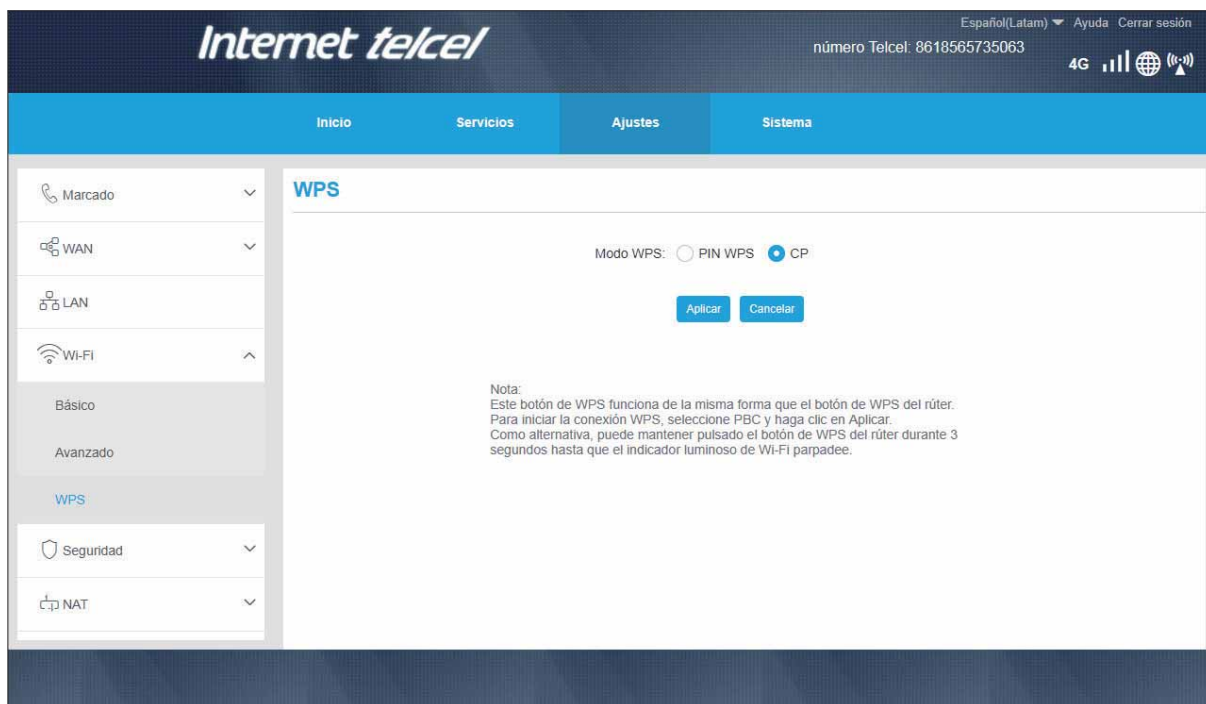 Español(Latam) Ayuda Cerrar sesión
Internet telcel
número Telcel: 8618565735063
4G
Inicio Servicios Ajustes Sistema
Marcado
WAN
LAN
Wi-Fi
Básico
Avanzado
WPS
Seguridad
NAT
WPS
Modo WPS: PIN WPS CP
Aplicar Cancelar
Nota:
Este botón de WPS funciona de la misma forma que el botón de WPS del rúter.
Para iniciar la conexión WPS, seleccione PBC y haga clic en Aplicar.
Como alternativa, puede mantener pulsado el botón de WPS del rúter durante 3
segundos hasta que el indicador luminoso de Wi-Fi parpadee.